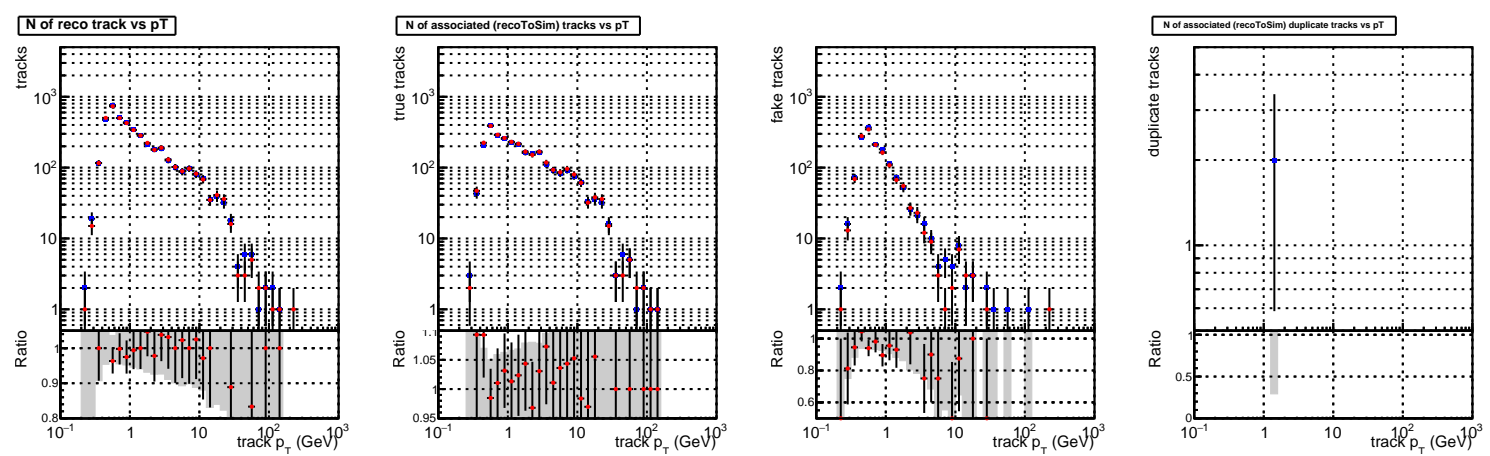 N of reco track vs pT
tracks
10³
10²
10
1
Ratio
1
0.9
0.8
10⁻¹ 1 10 10² 10³
track p_T (GeV)
N of associated (recoToSim) tracks vs pT
true tracks
10³
10²
10
1
Ratio
1.1
1.05
1
0.95
10⁻¹ 1 10 10² 10³
track p_T (GeV)
fake tracks
10³
10²
10
1
Ratio
1
0.8
0.6
10⁻¹ 1 10 10² 10³
track p_T (GeV)
N of associated (recoToSim) duplicate tracks vs pT
duplicate tracks
1
Ratio
1
0.5
0
10⁻¹ 1 10 10² 10³
track p_T (GeV)